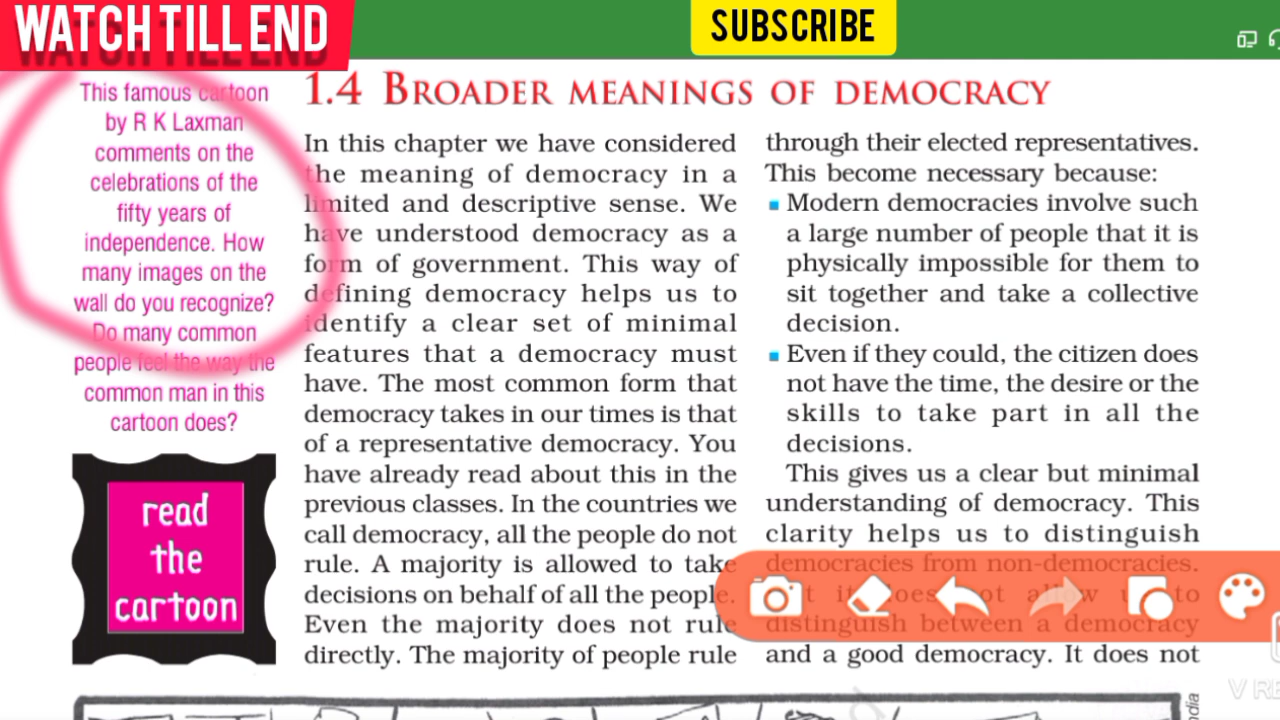 WATCH TILL END
SUBSCRIBE
This famous cartoon
by R K Laxman
comments on the
celebrations of the
fifty years of
independence. How
many images on the
wall do you recognize?
Do many common
people feel the way the
common man in this
cartoon does?
read
the
cartoon
1.4 BROADER MEANINGS OF DEMOCRACY
In this chapter we have considered
the meaning of democracy in a
limited and descriptive sense. We
have understood democracy as a
form of government. This way of
defining democracy helps us to
identify a clear set of minimal
features that a democracy must
have. The most common form that
democracy takes in our times is that
of a representative democracy. You
have already read about this in the
previous classes. In the countries we
call democracy, all the people do not
rule. A majority is allowed to take
decisions on behalf of all the people.
Even the majority does not rule
directly. The majority of people rule
through their elected representatives.
This become necessary because:
Modern democracies involve such
a large number of people that it is
physically impossible for them to
sit together and take a collective
decision.
Even if they could, the citizen does
not have the time, the desire or the
skills to take part in all the
decisions.
This gives us a clear but minimal
understanding of democracy. This
clarity helps us to distinguish
democracies from non-democracies.
it does not allow to
distinguish between a democracy
and a good democracy. It does not
V RE